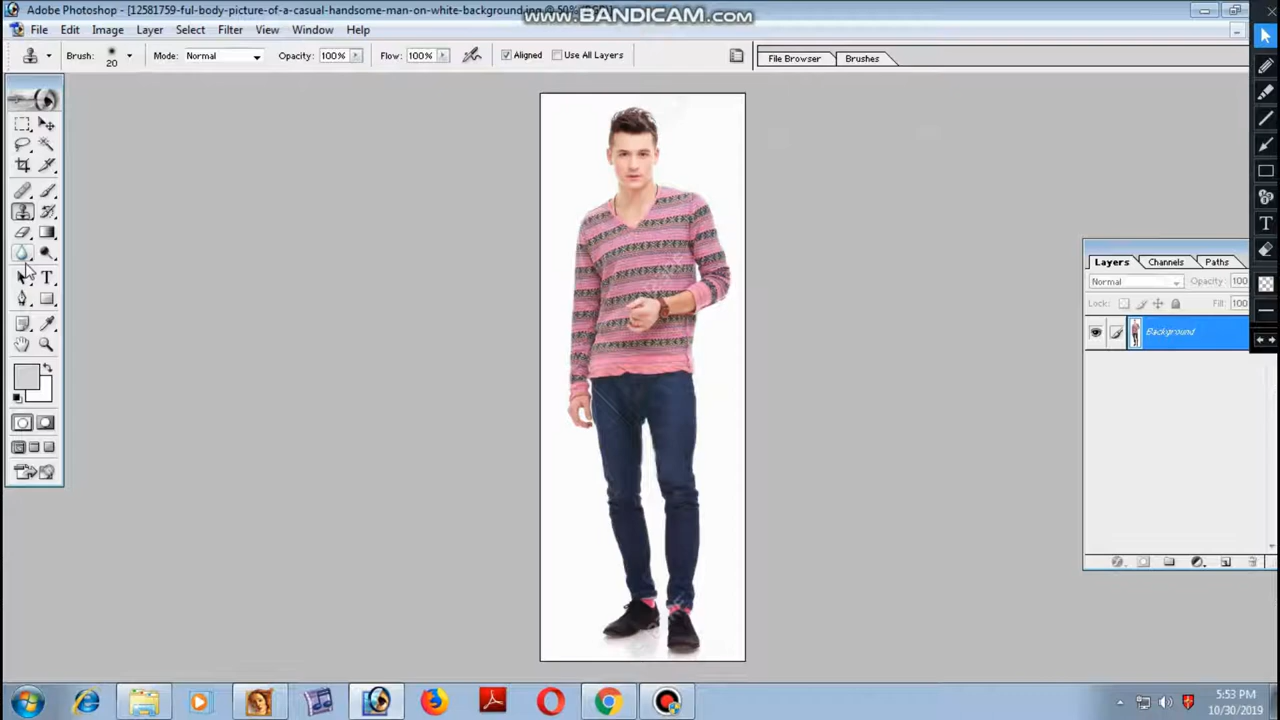 Adobe Photoshop - [12581759-ful-body-picture-of-a-casual-handsome-man-on-white-background.jpg @ 50%
www.BANDICAM.com
File Edit Image Layer Select Filter View Window Help
Brush: 20 Mode: Normal Opacity: 100% Flow: 100% Aligned Use All Layers File Browser Brushes
T
T
Layers Channels Paths
Normal Opacity: 100
Lock: Fill: 100
Background
5:53 PM
10/30/2019